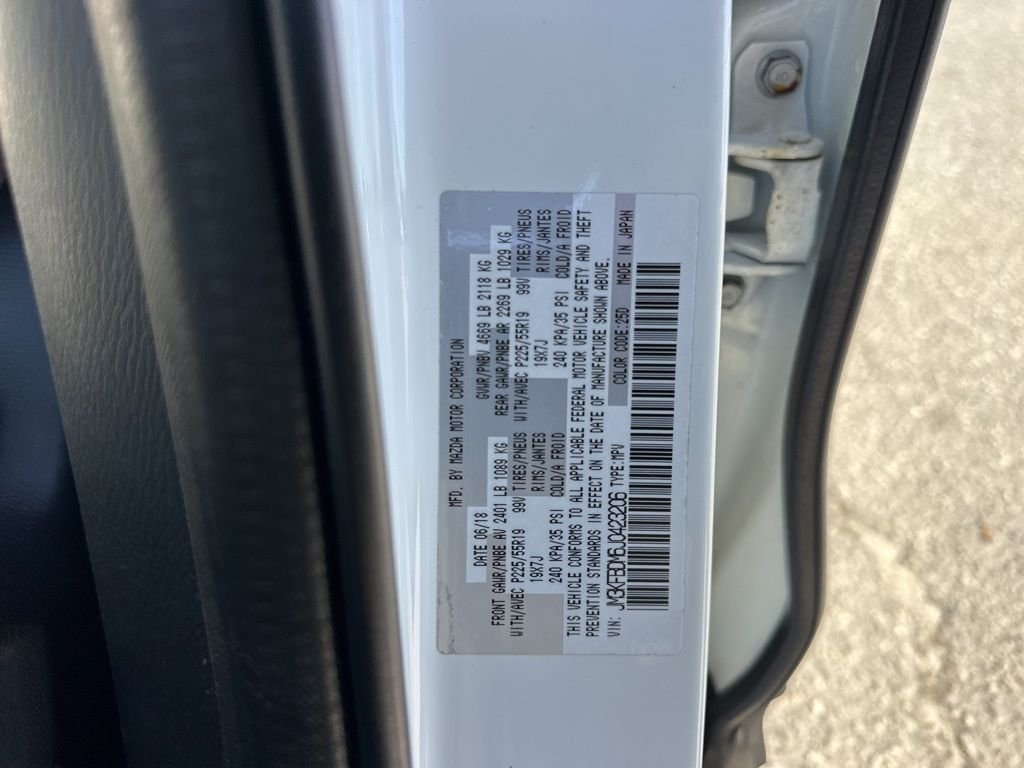 MFD. BY MAZDA MOTOR CORPORATION
DATE 06/18 GVWR/PNBV 4669 LB 2118 KG
FRONT GAWR/PNBE AV 2401 LB 1089 KG REAR GAWR/PNBE AR 2269 LB 1029 KG
WITH/AVEC P225/55R19 99V TIRES/PNEUS WITH/AVEC P225/55R19 99V TIRES/PNEUS
19X7J RIMS/JANTES 19X7J RIMS/JANTES
240 KPA/35 PSI COLD/A FROID 240 KPA/35 PSI COLD/A FROID
THIS VEHICLE CONFORMS TO ALL APPLICABLE FEDERAL MOTOR VEHICLE SAFETY AND THEFT
PREVENTION STANDARDS IN EFFECT ON THE DATE OF MANUFACTURE SHOWN ABOVE.
VIN: JM3KFBDM6J0423206 TYPE:MPV COLOR CODE:25D MADE IN JAPAN